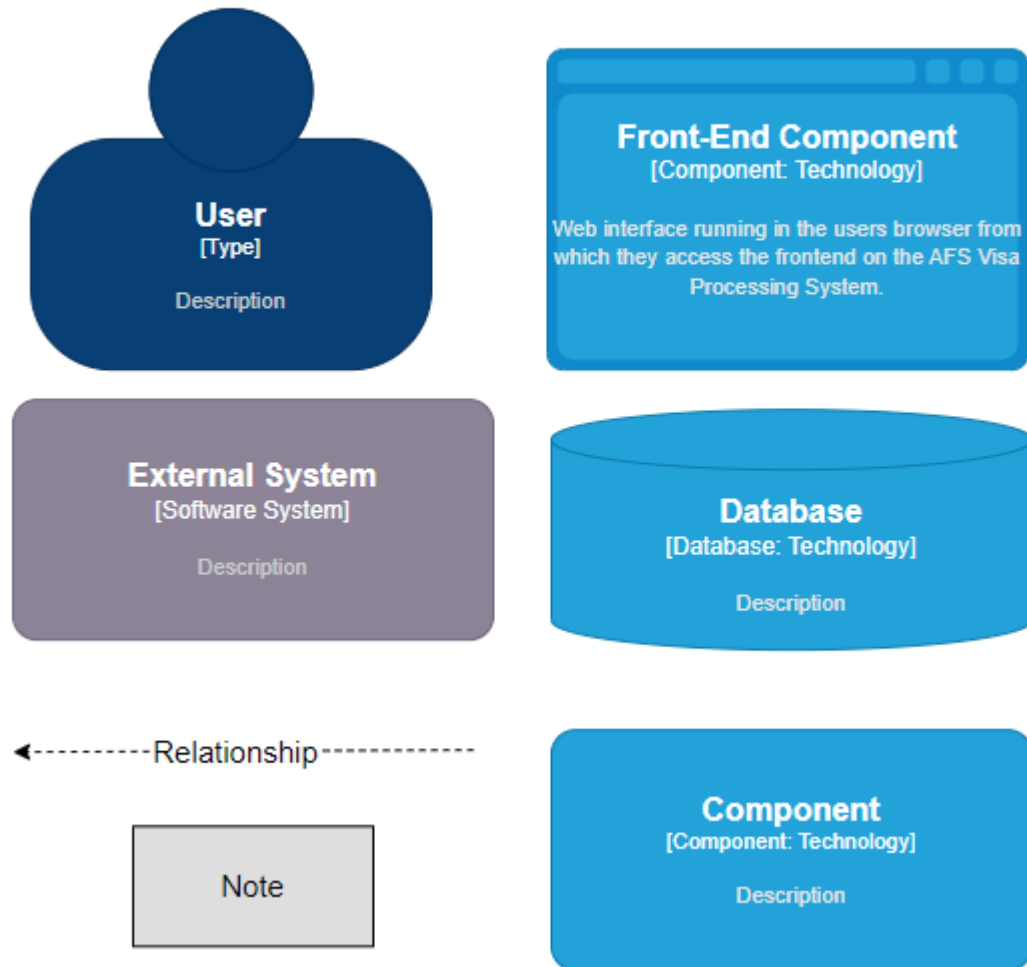 User
[Type]
Description
Front-End Component
[Component: Technology]
Web interface running in the users browser from
which they access the frontend on the AFS Visa
Processing System.
External System
[Software System]
Description
Database
[Database: Technology]
Description
Relationship
Note
Component
[Component: Technology]
Description